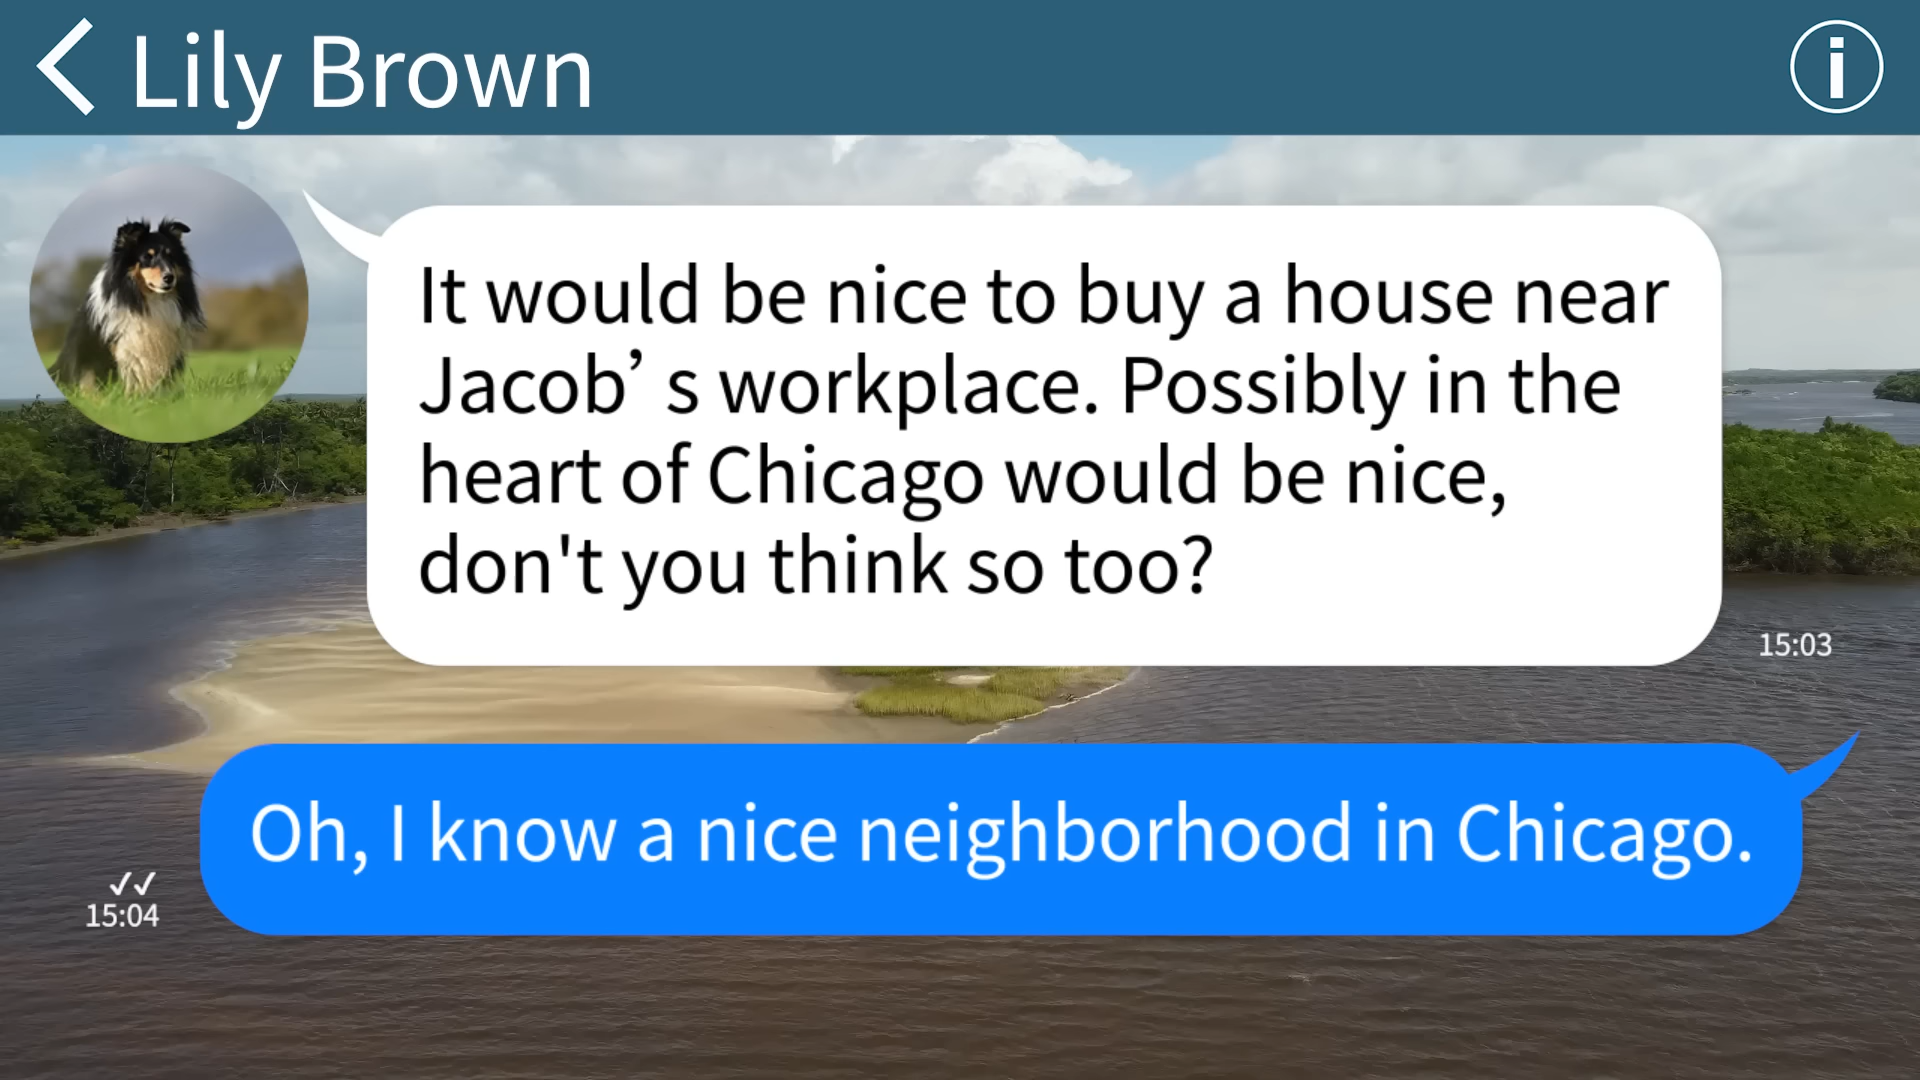 Lily Brown
It would be nice to buy a house near
Jacob’ s workplace. Possibly in the
heart of Chicago would be nice,
don't you think so too?
15:03
Oh, I know a nice neighborhood in Chicago.
✓✓
15:04